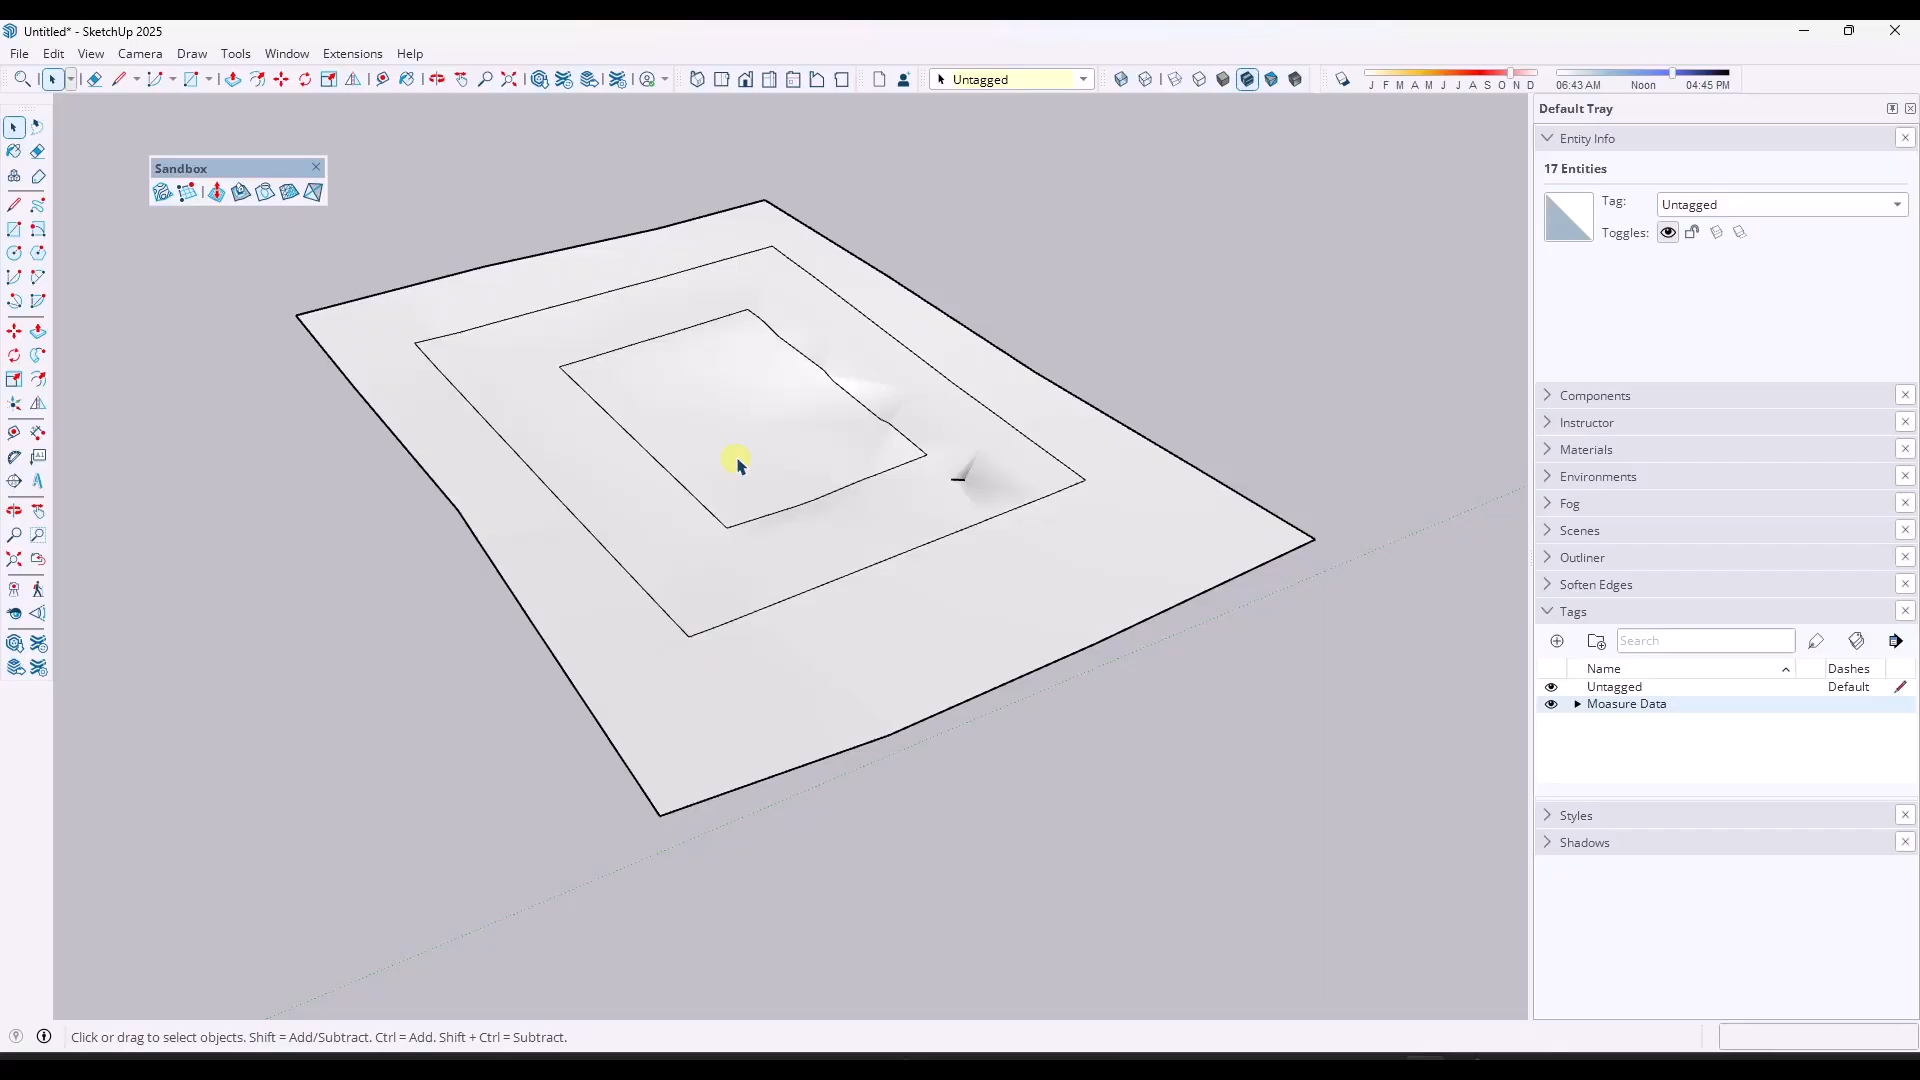 Untitled* - SketchUp 2025
File Edit View Camera Draw Tools Window Extensions Help
Untagged
J F M A M J J A S O N D
06:43 AM Noon 04:45 PM
Default Tray
Entity Info
17 Entities
Tag: Untagged
Toggles:
Sandbox
Components
Instructor
Materials
Environments
Fog
Scenes
Outliner
Soften Edges
Tags
Search
Name Dashes
Untagged Default
Moasure Data
Styles
Shadows
Click or drag to select objects. Shift = Add/Subtract. Ctrl = Add. Shift + Ctrl = Subtract.